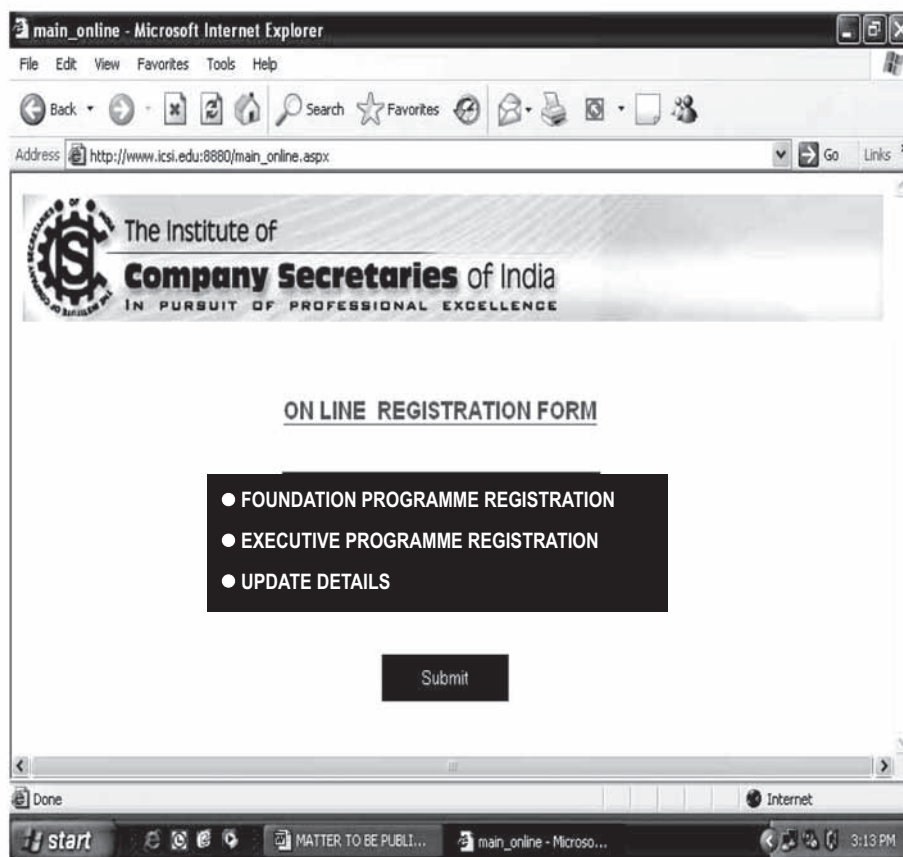 main_online - Microsoft Internet Explorer
File Edit View Favorites Tools Help
Back Search Favorites
Address http://www.icsi.edu:8880/main_online.aspx Go Links
The Institute of
Company Secretaries of India
IN PURSUIT OF PROFESSIONAL EXCELLENCE
ON LINE REGISTRATION FORM
FOUNDATION PROGRAMME REGISTRATION
EXECUTIVE PROGRAMME REGISTRATION
UPDATE DETAILS
Submit
Done Internet
start MATTER TO BE PUBLI... main_online - Microso... 3:13 PM